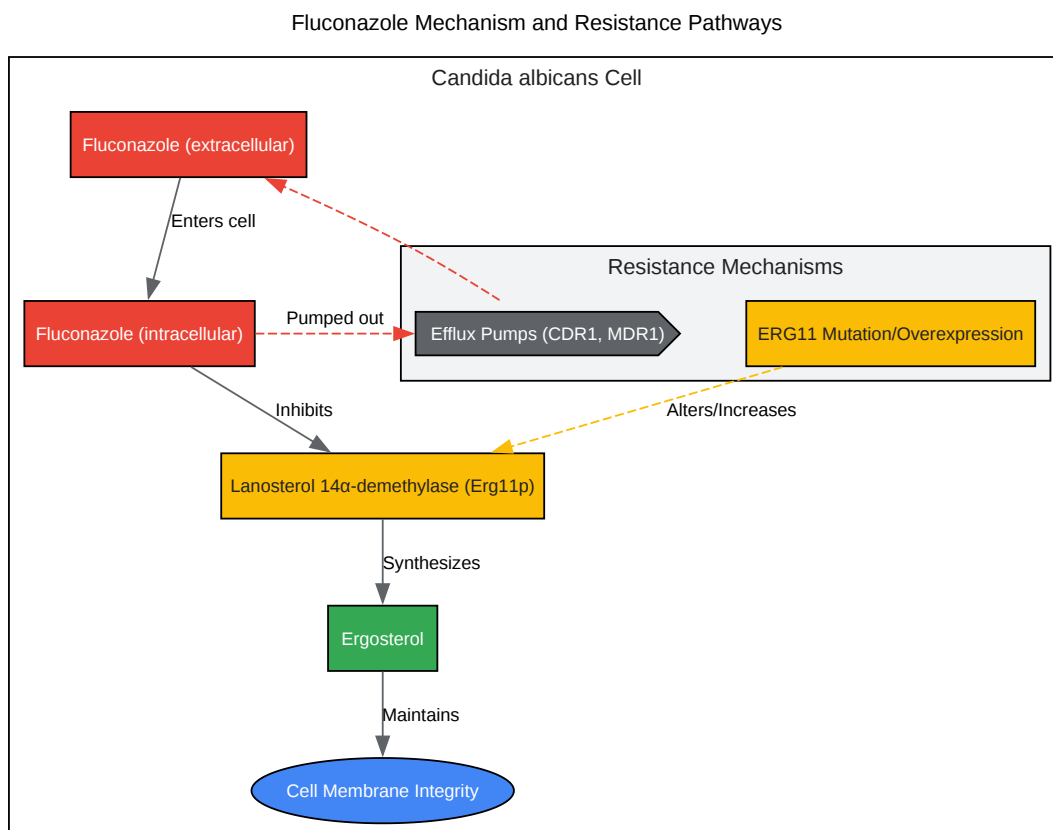 Fluconazole Mechanism and Resistance Pathways
Candida albicans Cell
Fluconazole (extracellular)
Enters cell
Resistance Mechanisms
Fluconazole (intracellular)
Pumped out
Efflux Pumps (CDR1, MDR1)
ERG11 Mutation/Overexpression
Inhibits
Alters/Increases
Lanosterol 14α-demethylase (Erg11p)
Synthesizes
Ergosterol
Maintains
Cell Membrane Integrity